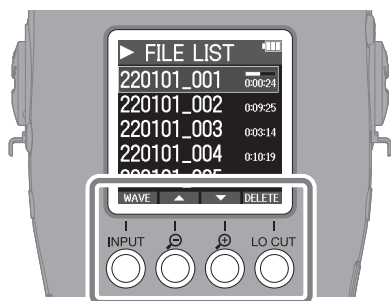 ▶ FILE LIST
220101_001 0:00:24
220101_002 0:09:25
220101_003 0:03:14
220101_004 0:10:19
WAVE ▲ ▼ DELETE
INPUT LO CUT